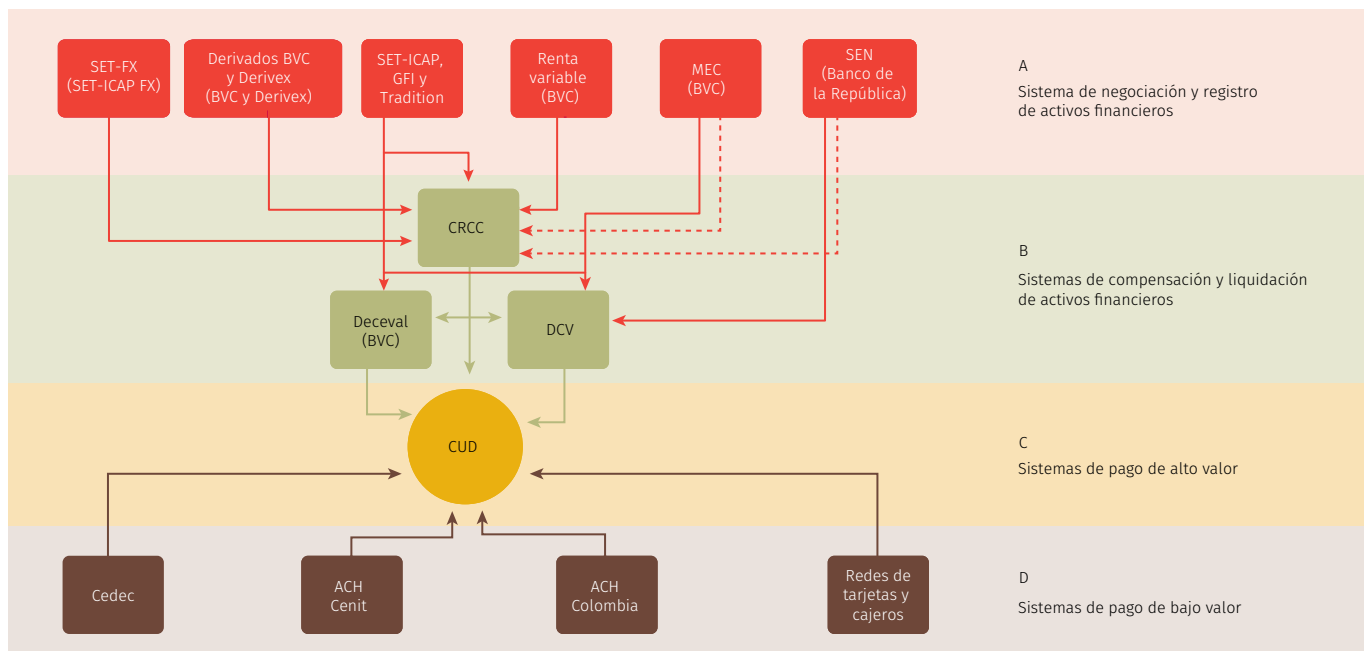 SET-FX
(SET-ICAP FX)
Derivados BVC
y Derivex
(BVC y Derivex)
SET-ICAP,
GFI y
Tradition
Renta
variable
(BVC)
MEC
(BVC)
SEN
(Banco de
la República)
A
Sistema de negociación y registro
de activos financieros
CRCC
B
Sistemas de compensación y liquidación
de activos financieros
Deceval
(BVC)
DCV
CUD
C
Sistemas de pago de alto valor
Cedec
ACH
Cenit
ACH
Colombia
Redes de
tarjetas y
cajeros
D
Sistemas de pago de bajo valor